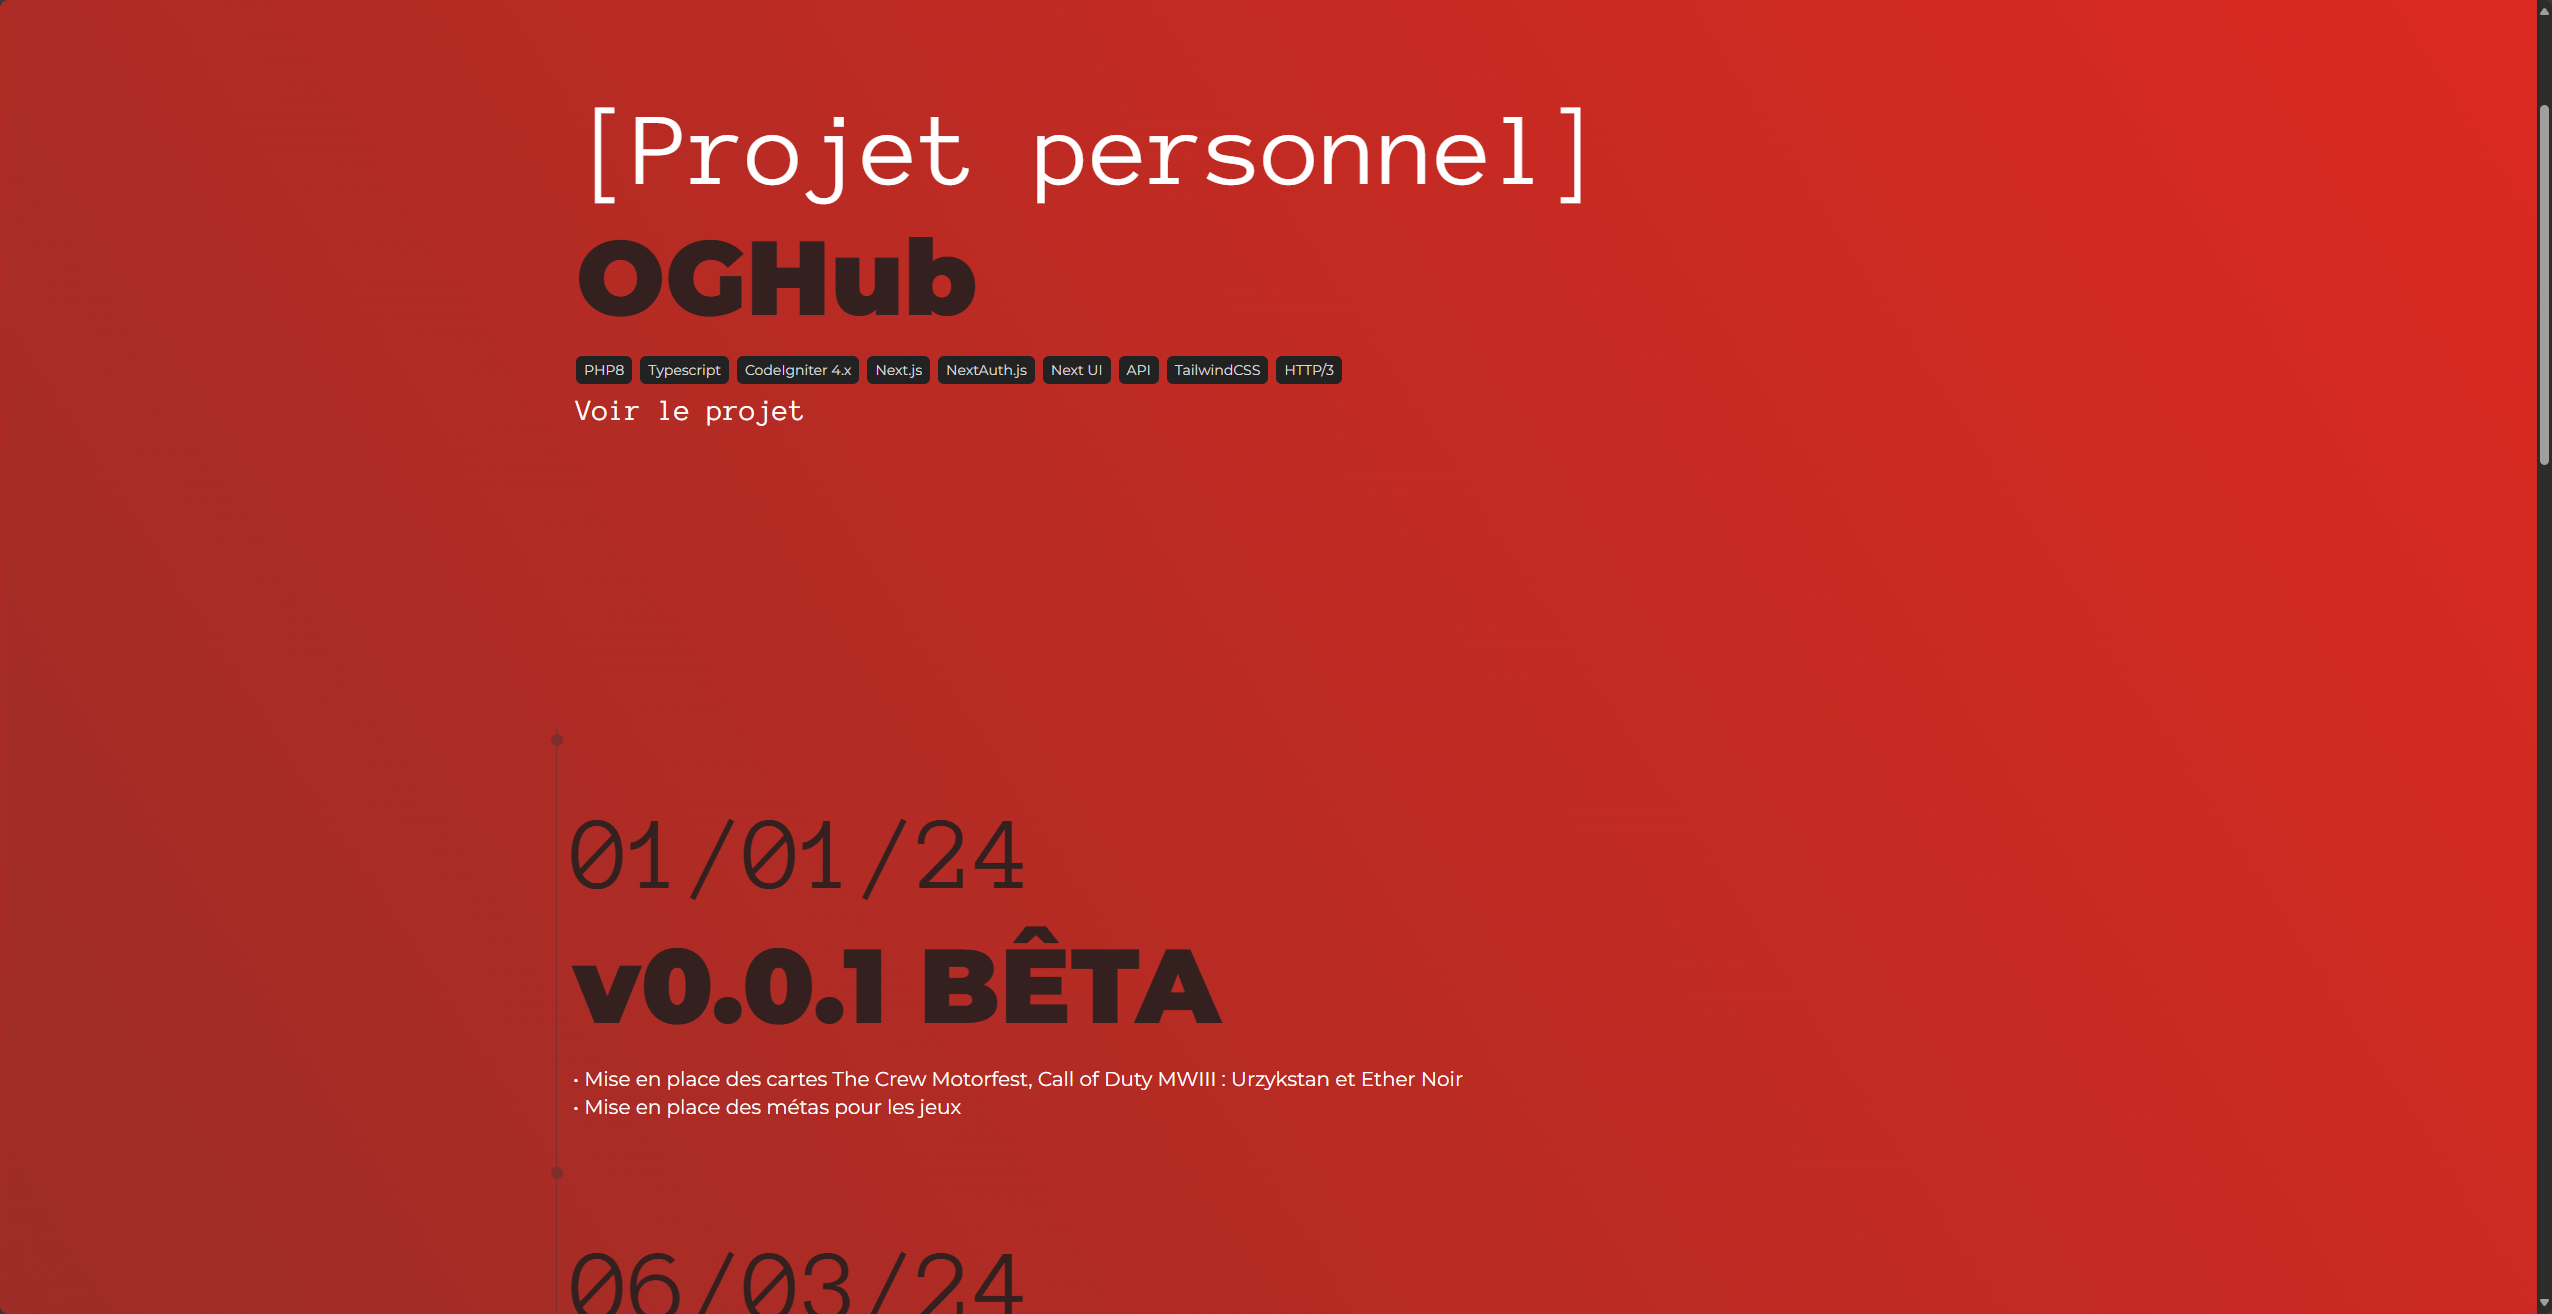 [Projet personnel]
OGHub
PHP8 Typescript CodeIgniter 4.x Next.js NextAuth.js Next UI API TailwindCSS HTTP/3
Voir le projet
01/01/24
v0.0.1 BÊTA
• Mise en place des cartes The Crew Motorfest, Call of Duty MWIII : Urzykstan et Ether Noir
• Mise en place des métas pour les jeux
06/03/24